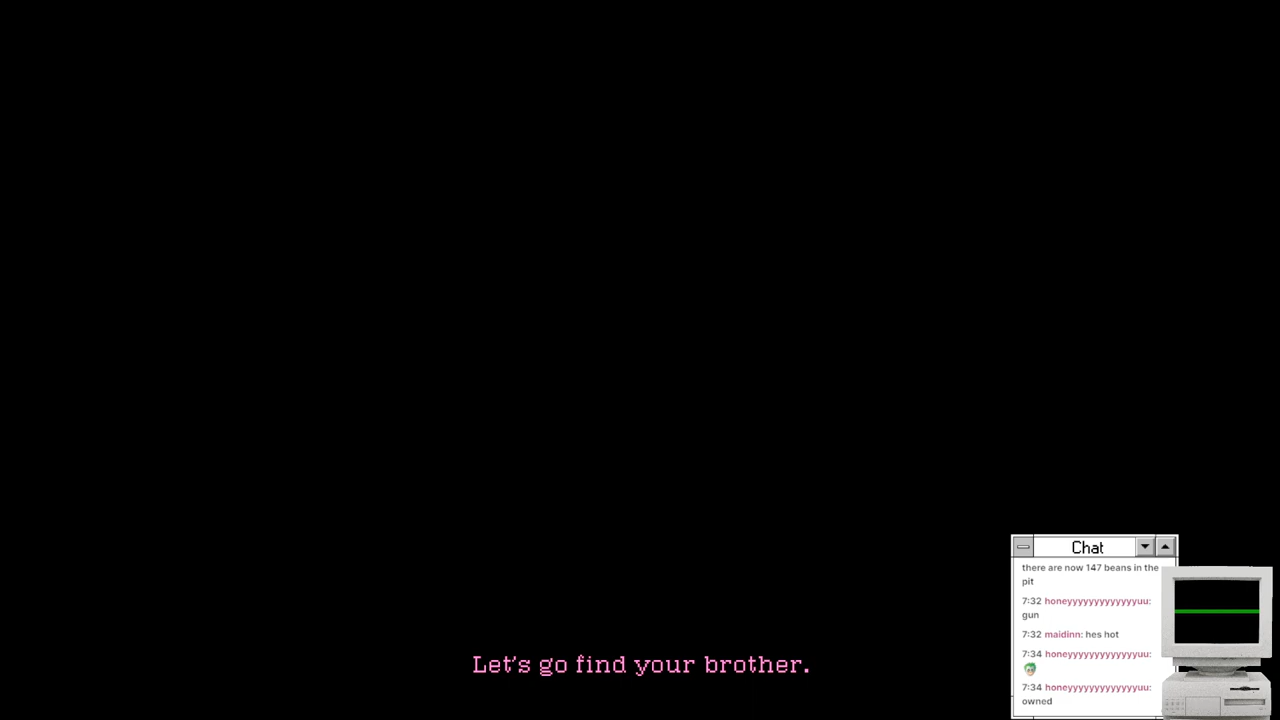 Let's go find your brother.
Chat
there are now 147 beans in the
pit
7:32 honeyyyyyyyyyyyyyuu:
gun
7:32 maidinn: hes hot
7:34 honeyyyyyyyyyyyyyuu:
7:34 honeyyyyyyyyyyyyyuu:
owned